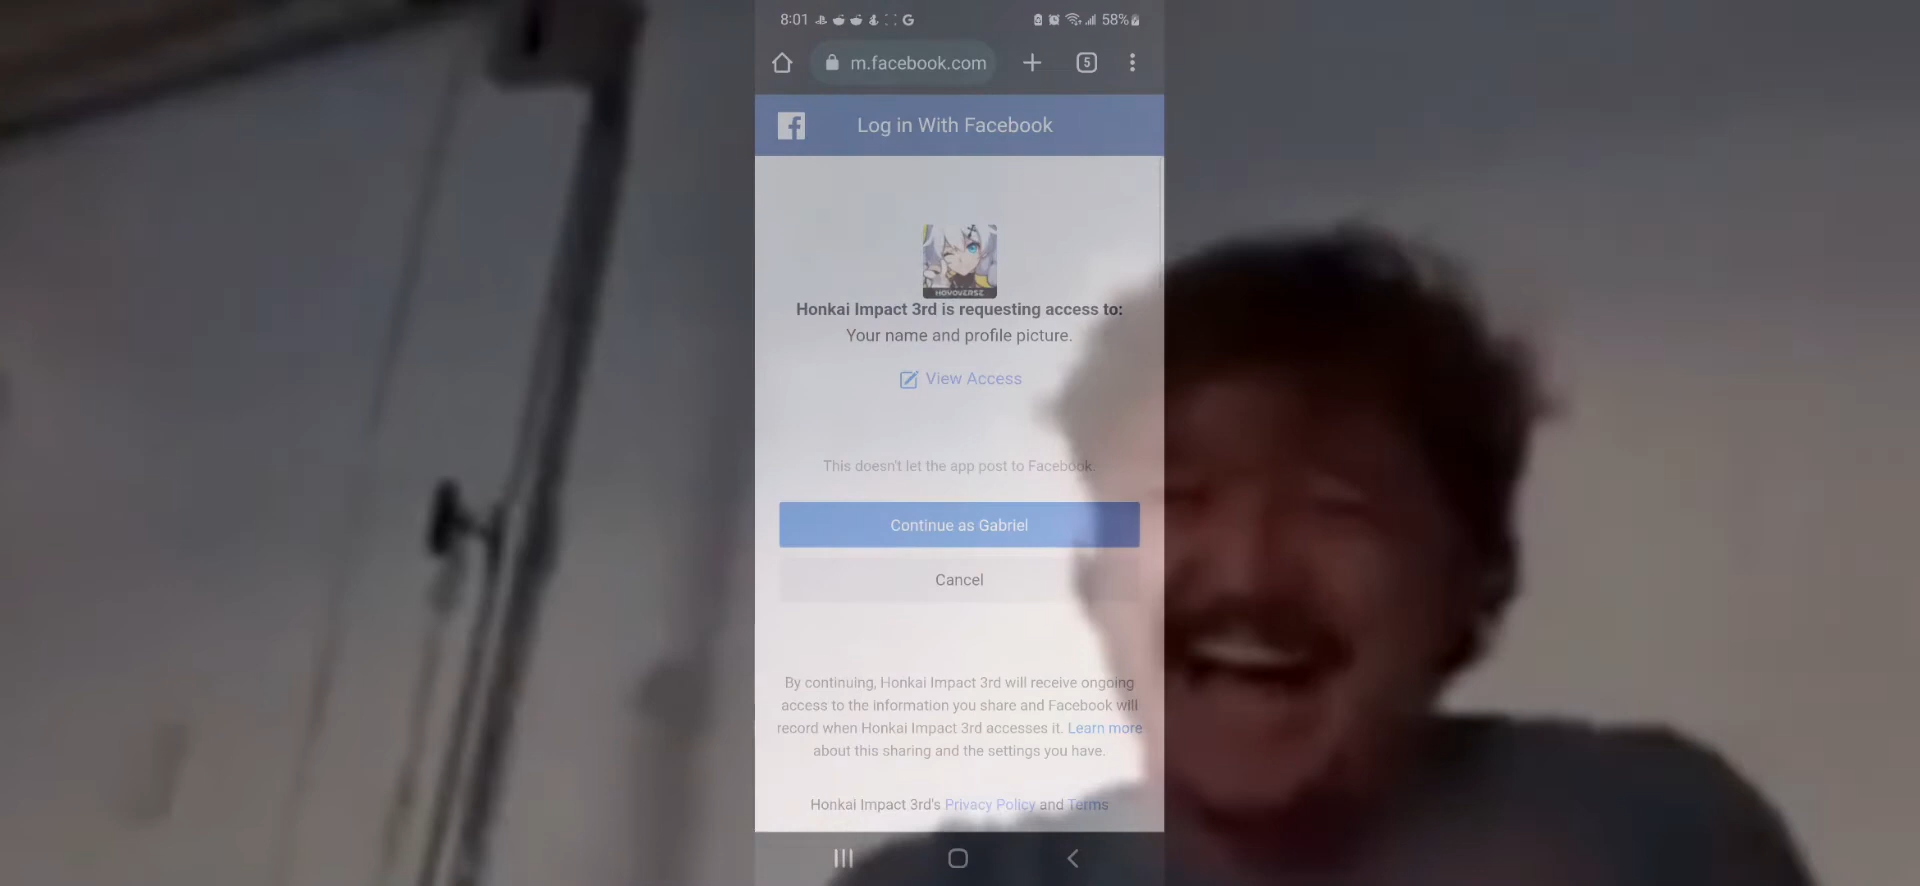 8:01
58%
m.facebook.com
5
Log in With Facebook
HOYOVERSE
Honkai Impact 3rd is requesting access to:
Your name and profile picture.
View Access
This doesn't let the app post to Facebook.
Continue as Gabriel
Cancel
By continuing, Honkai Impact 3rd will receive ongoing
access to the information you share and Facebook will
record when Honkai Impact 3rd accesses it. Learn more
about this sharing and the settings you have.
Honkai Impact 3rd's Privacy Policy and Terms